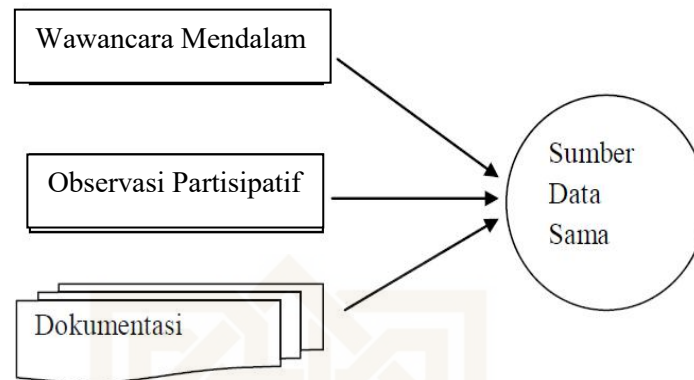 Wawancara Mendalam
Observasi Partisipatif
Dokumentasi
Sumber
Data
Sama